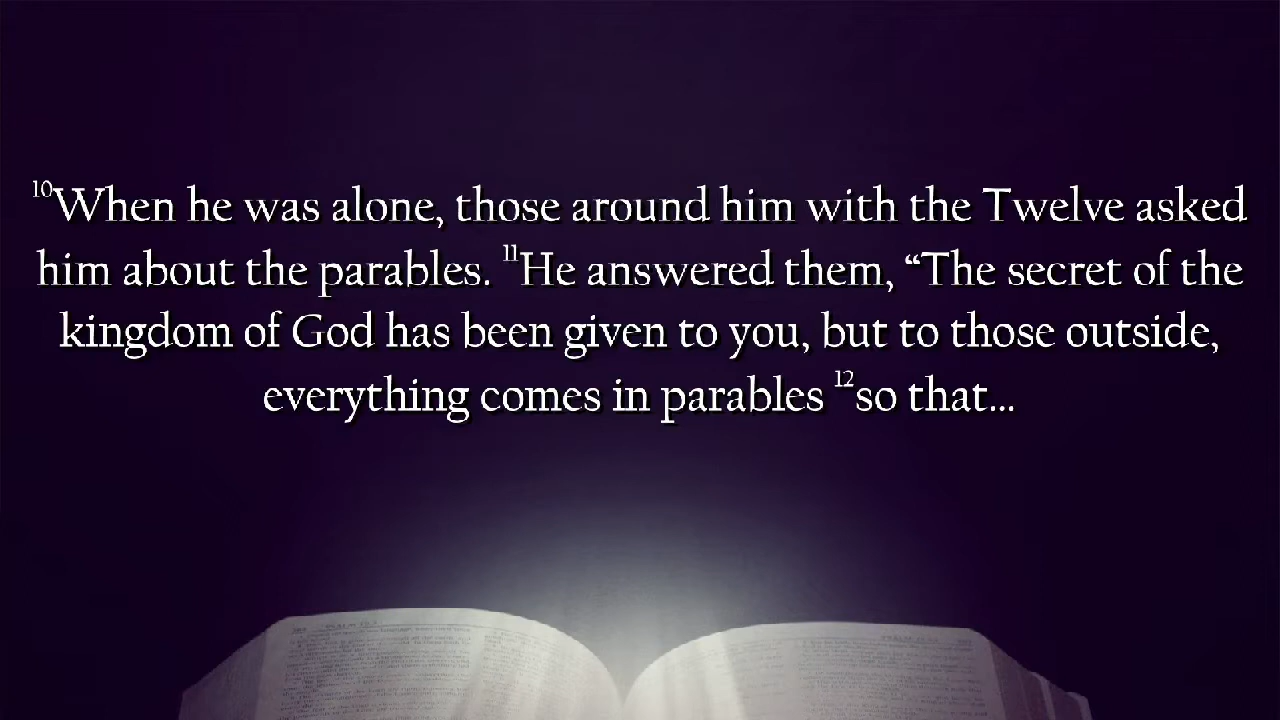 ¹⁰When he was alone, those around him with the Twelve asked
him about the parables. ¹¹He answered them, “The secret of the
kingdom of God has been given to you, but to those outside,
everything comes in parables ¹²so that...